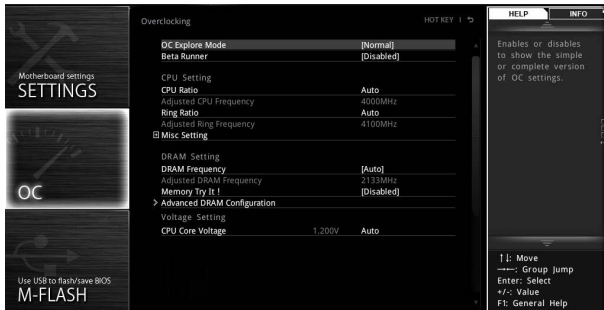 Motherboard settings
SETTINGS
OC
Use USB to flash/save BIOS
M-FLASH
Overclocking
HOT KEY
OC Explore Mode [Normal]
Beta Runner [Disabled]
CPU Setting
CPU Ratio Auto
Adjusted CPU Frequency 4000MHz
Ring Ratio Auto
Adjusted Ring Frequency 4100MHz
Misc Setting
DRAM Setting
DRAM Frequency [Auto]
Adjusted DRAM Frequency 2133MHz
Memory Try It ! [Disabled]
> Advanced DRAM Configuration
Voltage Setting
CPU Core Voltage 1.200V Auto
HELP INFO
Enables or disables
to show the simple
or complete version
of OC settings.
↑↓: Move
→←: Group Jump
Enter: Select
+/-: Value
F1: General Help